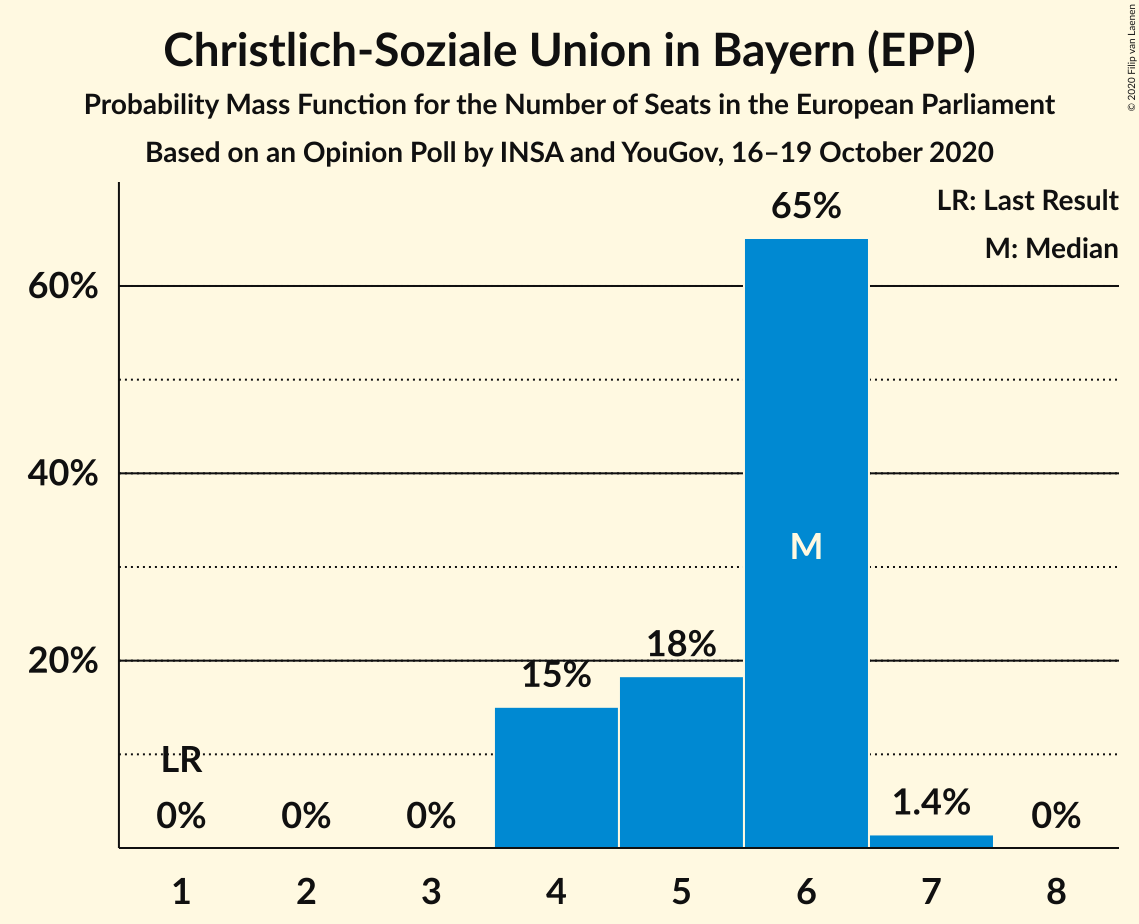 Christlich-Soziale Union in Bayern (EPP)
Probability Mass Function for the Number of Seats in the European Parliament
Based on an Opinion Poll by INSA and YouGov, 16–19 October 2020
© 2020 Filip van Laenen
LR: Last Result
M: Median
65%
60%
40%
M
20%
18%
15%
LR
0%
0%
0%
1.4%
0%
1 2 3 4 5 6 7 8